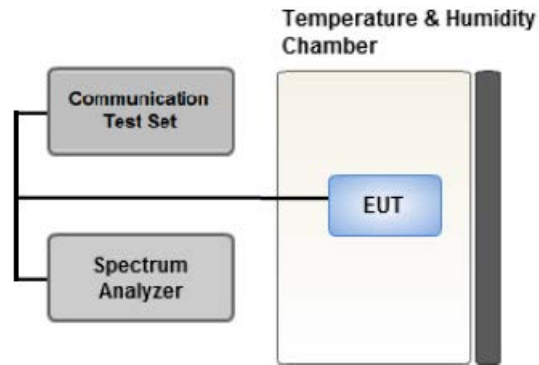 Temperature & Humidity
Chamber
Communication
Test Set
EUT
Spectrum
Analyzer